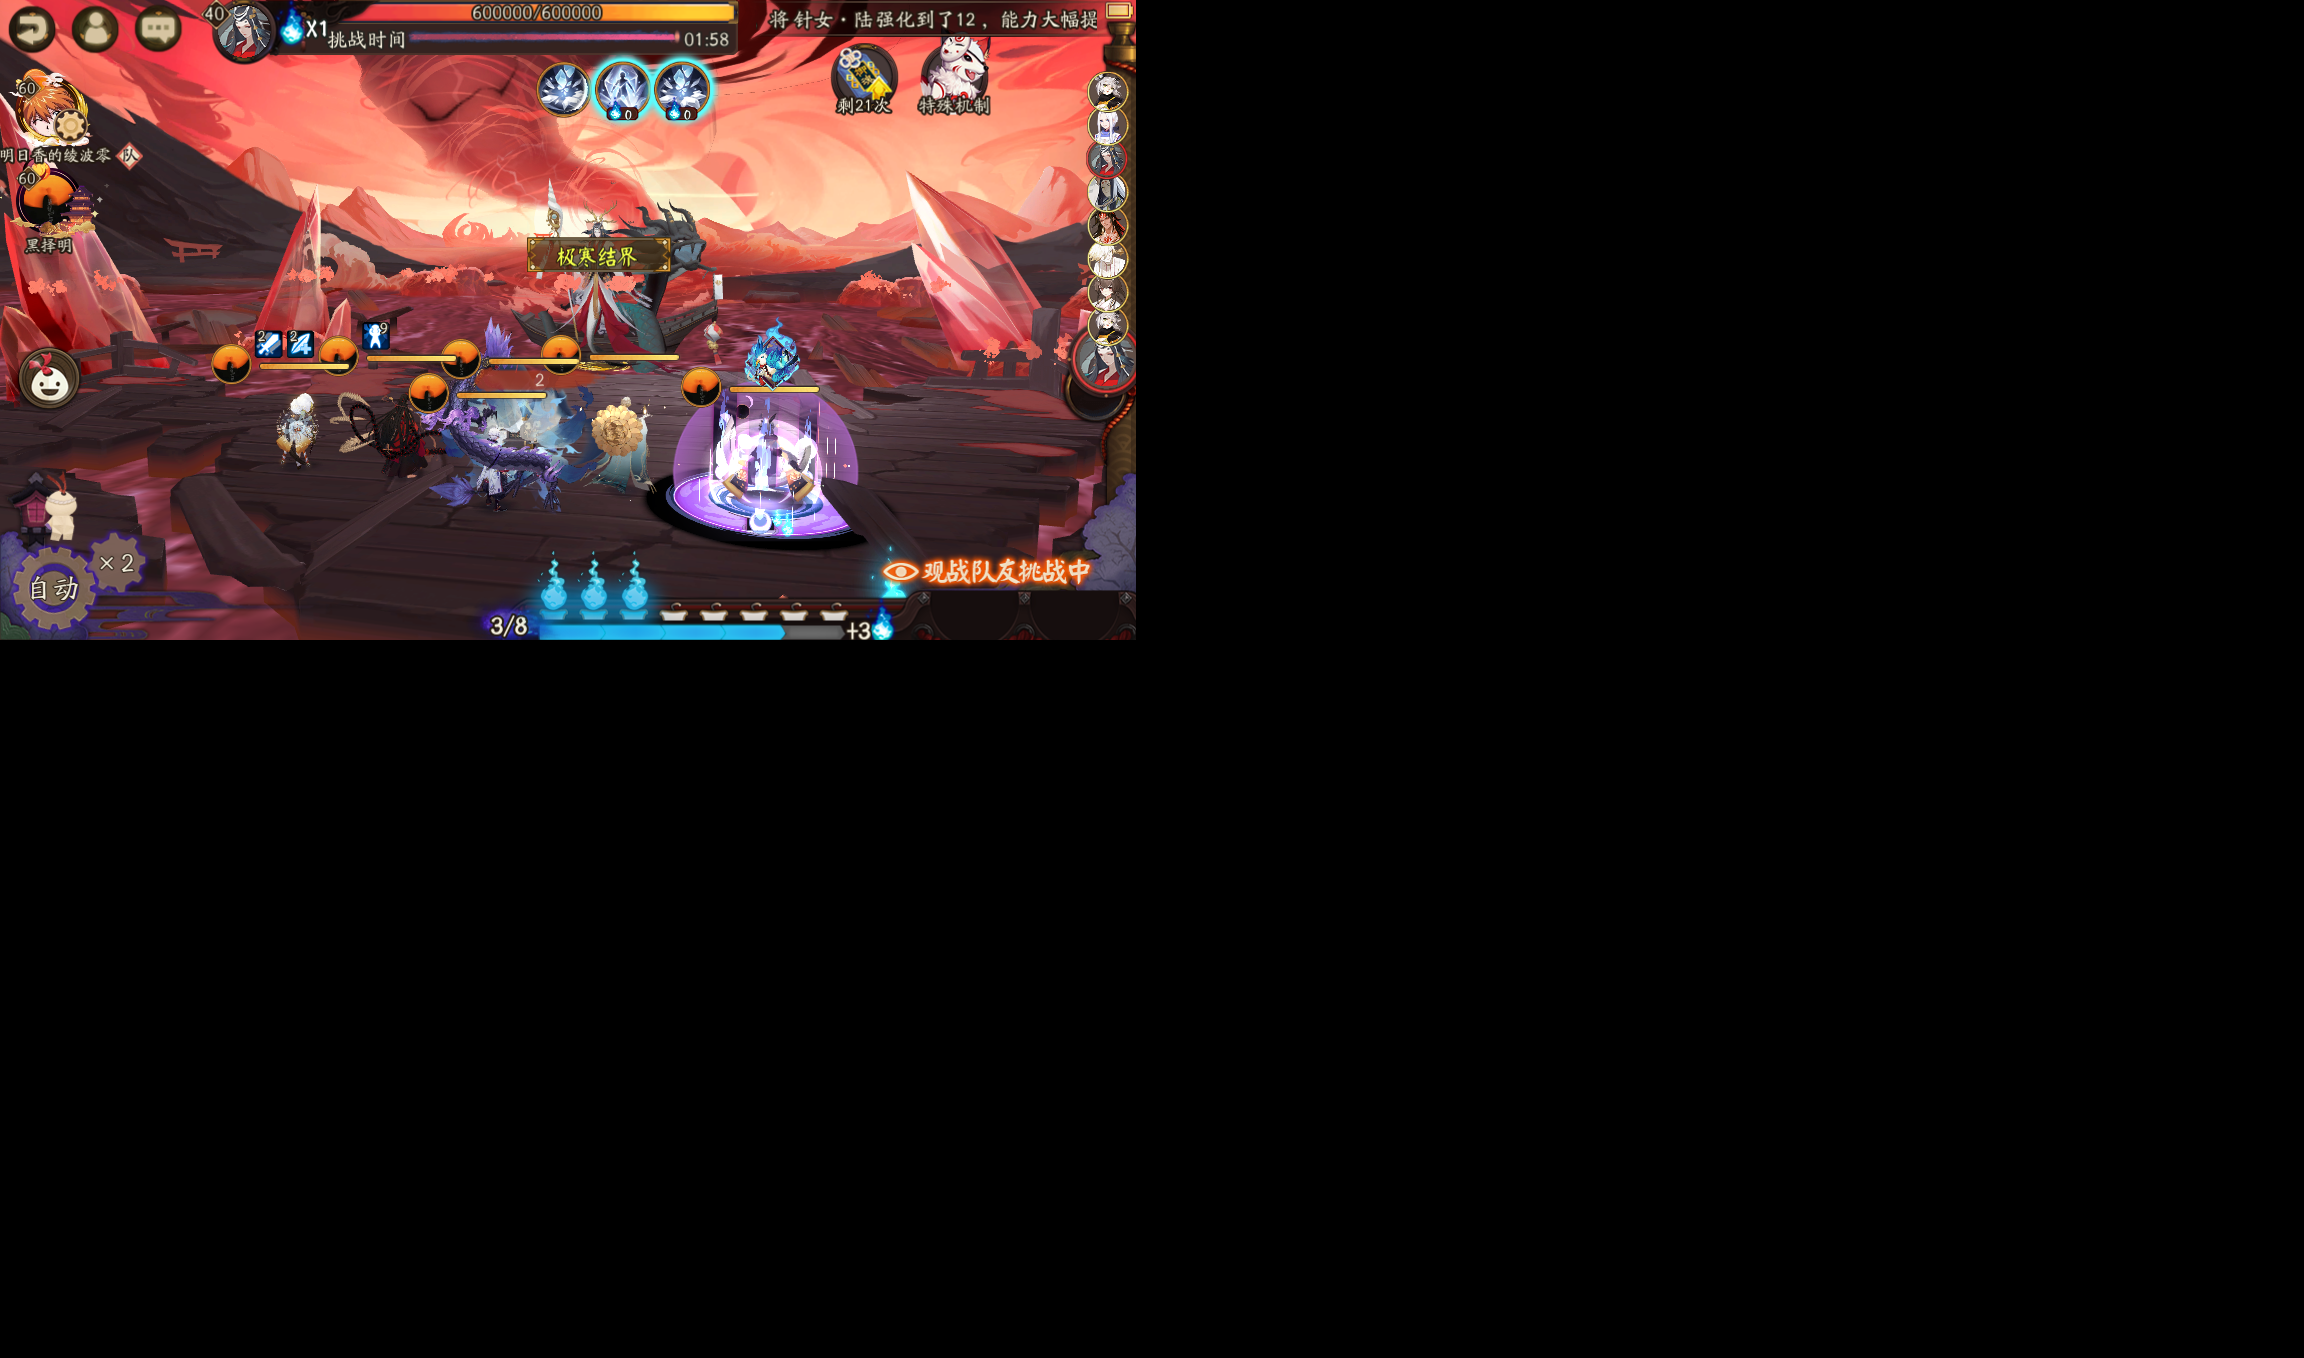 40
X1
600000/600000
挑战时间
01:58
将针女·陆强化到了12，能力大幅提
0
0
剩21次
特殊机制
60
明日香的绫波零
队
60
黑择明
极寒结界
2
2
9
2
×2
自动
观战队友挑战中
3/8
+3